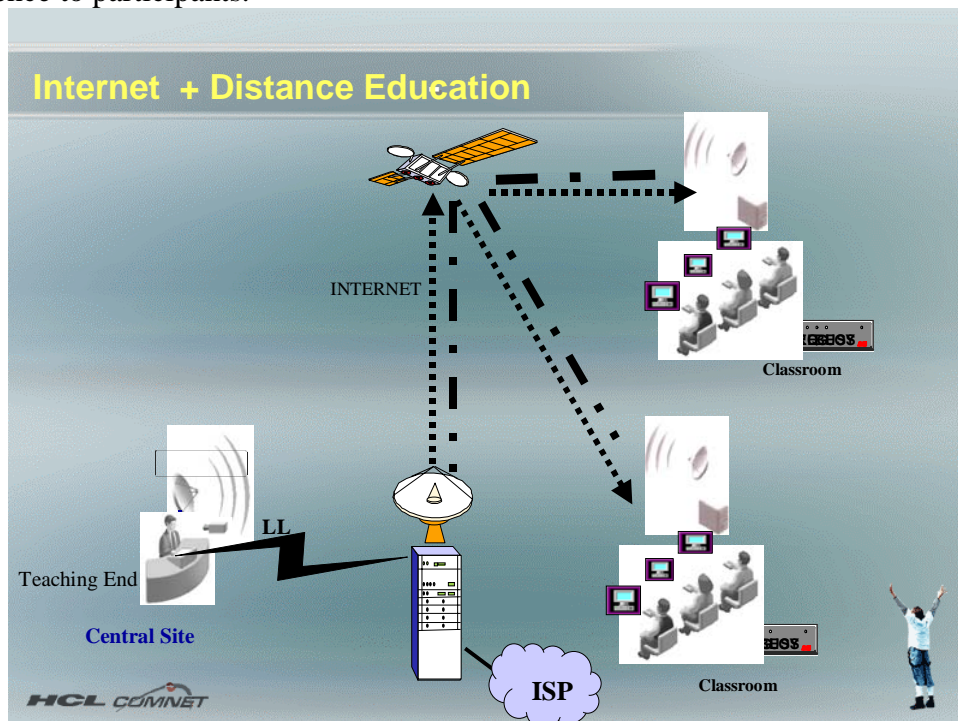 Internet + Distance Education
INTERNET
Classroom
LL
Teaching End
Central Site
ISP
Classroom
HCL COMNET